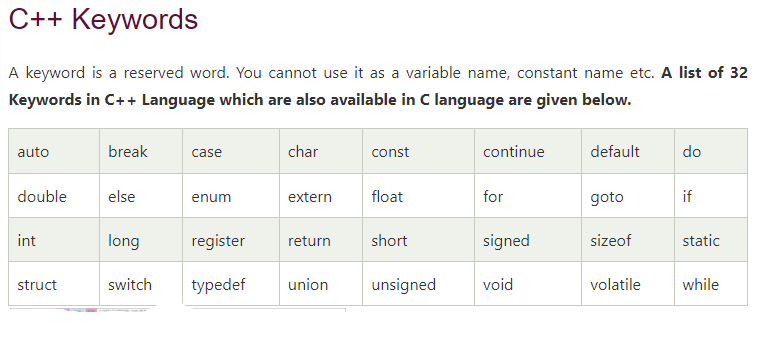 C++ Keywords
A keyword is a reserved word. You cannot use it as a variable name, constant name etc. A list of 32
Keywords in C++ Language which are also available in C language are given below.
auto break case char const continue default do
double else enum extern float for goto if
int long register return short signed sizeof static
struct switch typedef union unsigned void volatile while